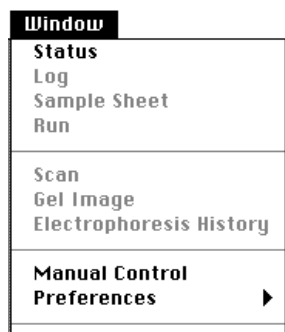 Window
Status
Log
Sample Sheet
Run
Scan
Gel Image
Electrophoresis History
Manual Control
Preferences